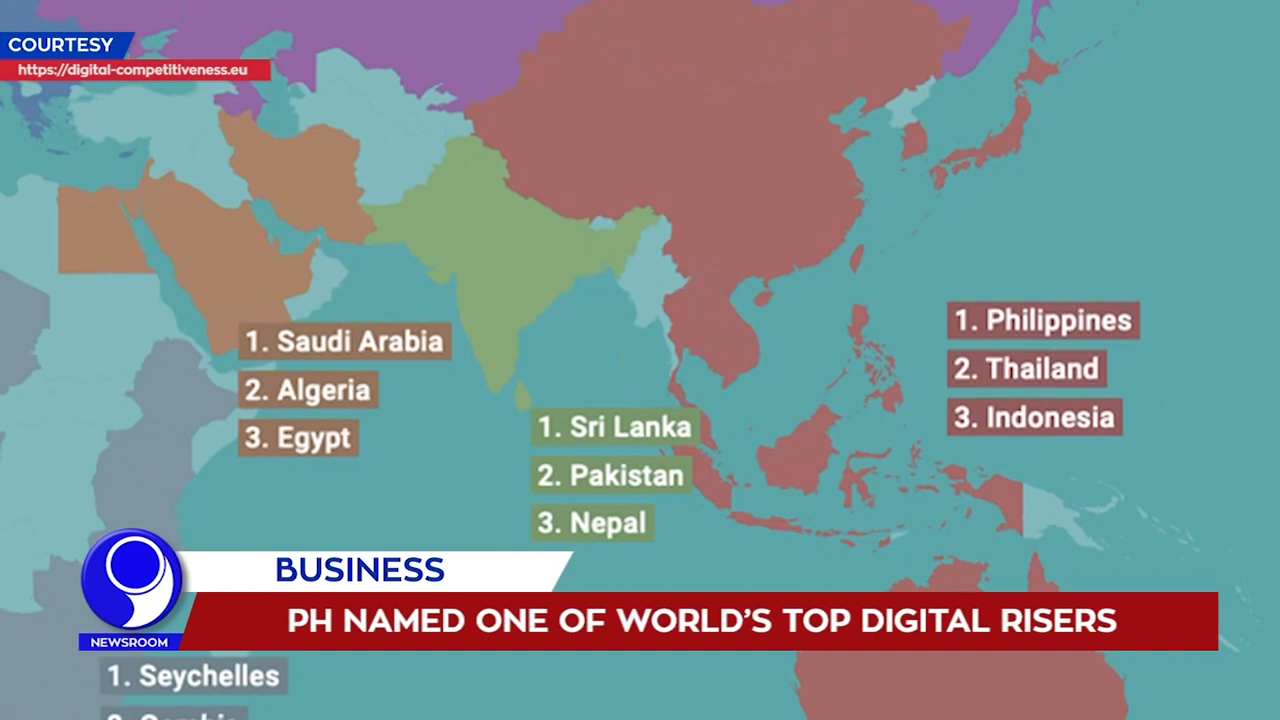 COURTESY
https://digital-competitiveness.eu
1. Saudi Arabia
2. Algeria
3. Egypt
1. Sri Lanka
2. Pakistan
3. Nepal
1. Philippines
2. Thailand
3. Indonesia
BUSINESS
PH NAMED ONE OF WORLD'S TOP DIGITAL RISERS
NEWSROOM
1. Seychelles